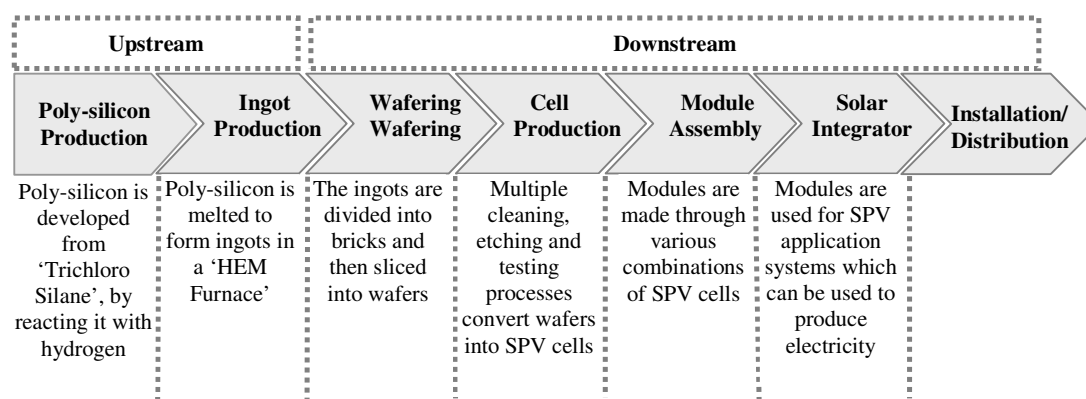 Upstream
Downstream
Poly-silicon
Production
Ingot
Production
Wafering
Wafering
Cell
Production
Module
Assembly
Solar
Integrator
Installation/
Distribution
Poly-silicon is
developed
from
‘Trichloro
Silane’, by
reacting it with
hydrogen
Poly-silicon is
melted to
form ingots in
a ‘HEM
Furnace’
The ingots are
divided into
bricks and
then sliced
into wafers
Multiple
cleaning,
etching and
testing
processes
convert wafers
into SPV cells
Modules are
made through
various
combinations
of SPV cells
Modules are
used for SPV
application
systems which
can be used to
produce
electricity